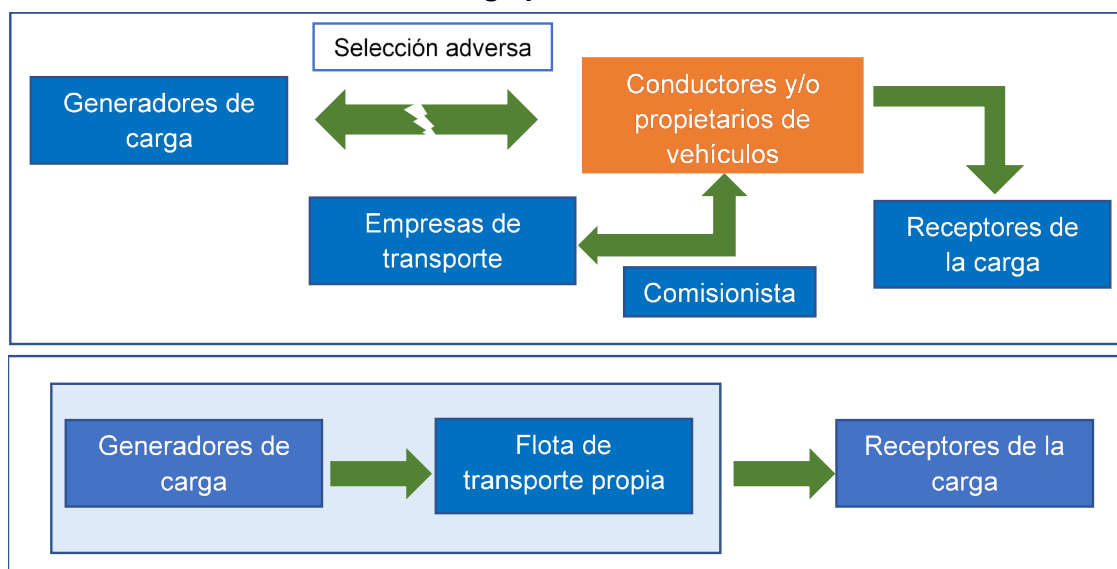 Selección adversa
Generadores de
carga
Conductores y/o
propietarios de
vehículos
Empresas de
transporte
Comisionista
Receptores de
la carga
Generadores de
carga
Flota de
transporte propia
Receptores de la
carga